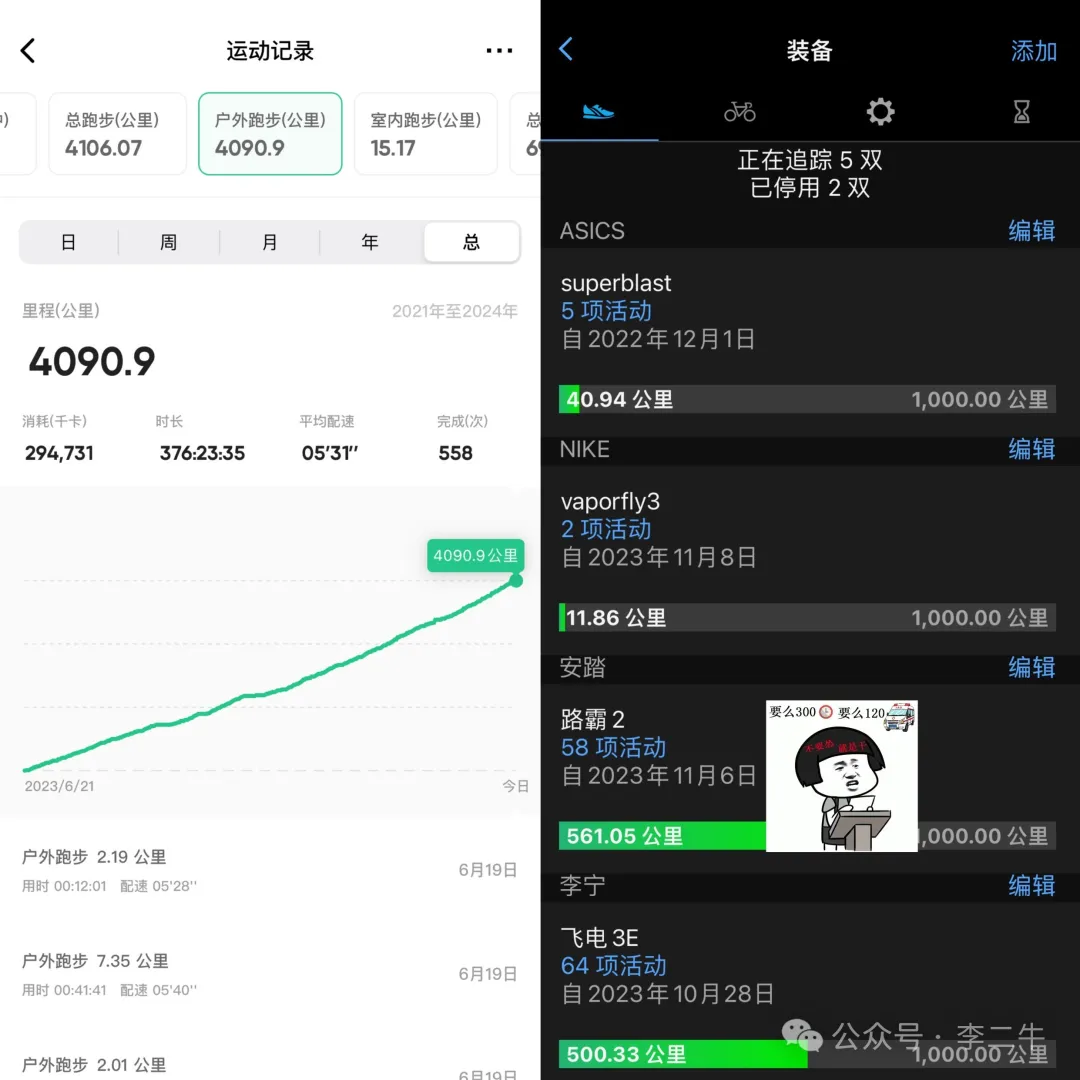 运动记录
总跑步(公里)
4106.07
户外跑步(公里)
4090.9
室内跑步(公里)
15.17
总
日
周
月
年
总
里程(公里)
2021年至2024年
4090.9
消耗(千卡)
时长
平均配速
完成(次)
294,731
376:23:35
05'31''
558
4090.9公里
2023/6/21
今日
户外跑步 2.19 公里
6月19日
用时 00:12:01 配速 05'28''
户外跑步 7.35 公里
6月19日
用时 00:41:41 配速 05'40''
户外跑步 2.01 公里
6月19日
装备
添加
正在追踪 5 双
已停用 2 双
ASICS
编辑
superblast
5 项活动
自 2022 年 12 月 1 日
40.94 公里
1,000.00 公里
NIKE
编辑
vaporfly3
2 项活动
自 2023 年 11 月 8 日
11.86 公里
1,000.00 公里
安踏
编辑
路霸 2
58 项活动
自 2023 年 11 月 6 日
要么300 要么120
561.05 公里
1,000.00 公里
李宁
编辑
飞电 3E
64 项活动
自 2023 年 10 月 28 日
公众号 · 李二牛
500.33 公里
1,000.00 公里